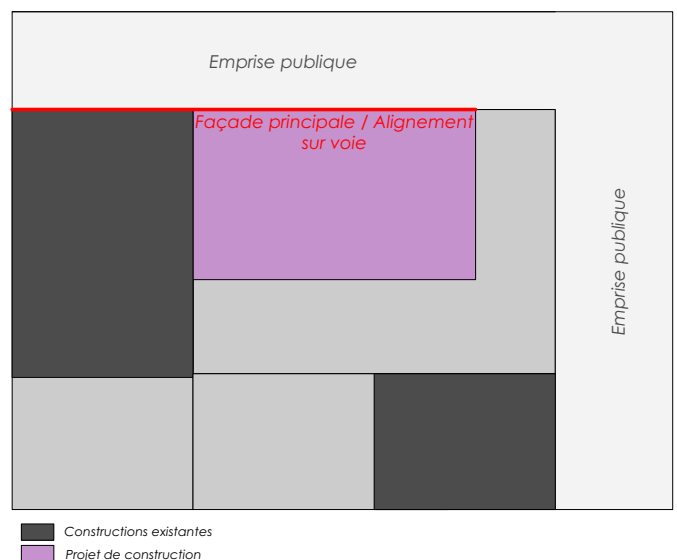 Emprise publique
Façade principale / Alignement
sur voie
Emprise publique
Constructions existantes
Projet de construction